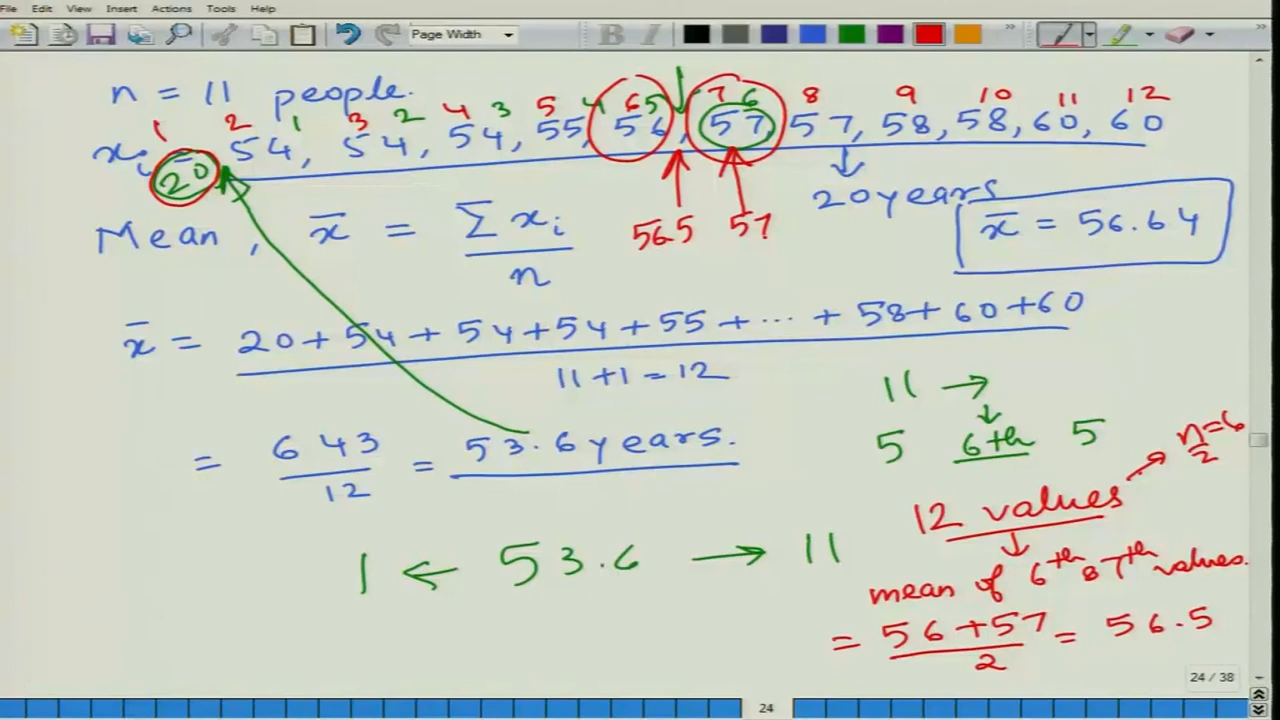 File Edit View Insert Actions Tools Help
Page Width
n = 11 people.
1 2 1 3 2 4 3 5 4 6 5 7 6 8 9 10 11 12
xᵢ = 20 54, 54, 54, 55, 56, 57, 57, 58, 58, 60, 60
56.5 57 20 years
Mean, x̄ = Σ xᵢ / n
x̄ = 56.64
x̄ = 20 + 54 + 54 + 54 + 55 + ... + 58 + 60 + 60
11 + 1 = 12
= 643 / 12 = 53.6 years.
11 →
5 6th 5
12 values → n/2 = 6
1 ← 53.6 → 11
mean of 6th & 7th values.
= 56 + 57 / 2 = 56.5
24 / 38
24